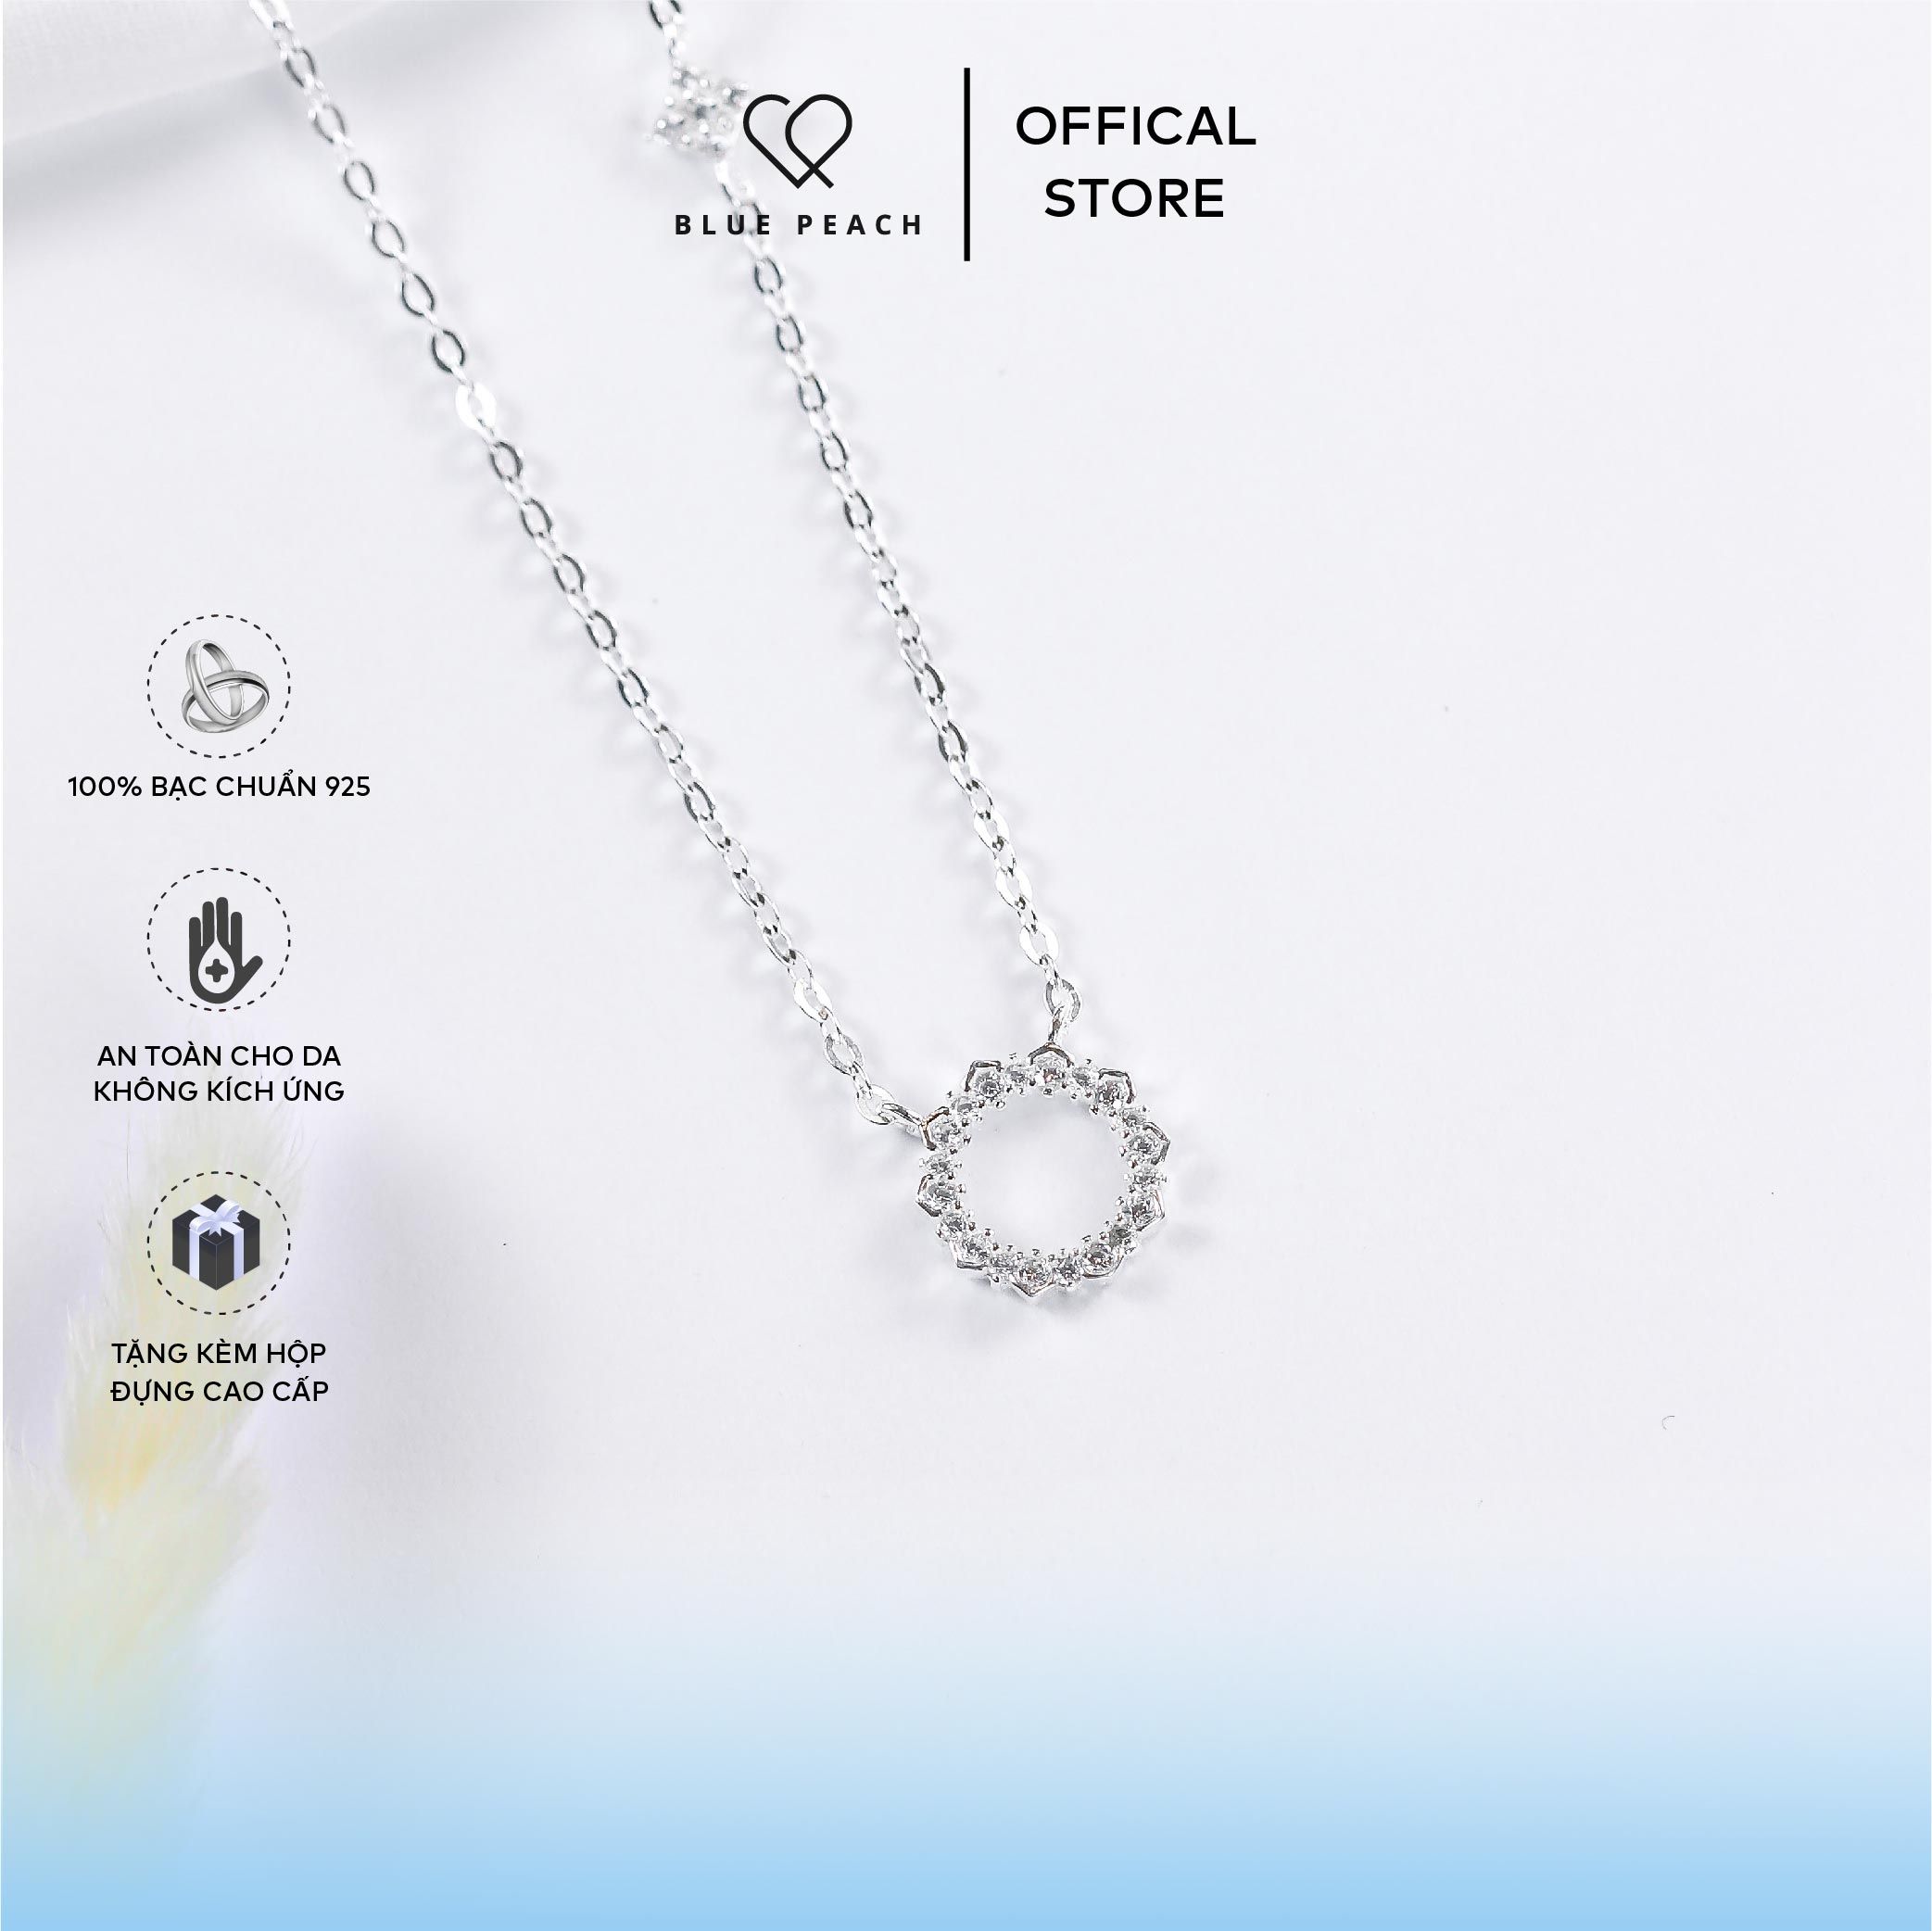 BLUE PEACH
OFFICAL
STORE
100% BẠC CHUẨN 925
AN TOÀN CHO DA
KHÔNG KÍCH ỨNG
TẶNG KÈM HỘP
ĐỰNG CAO CẤP